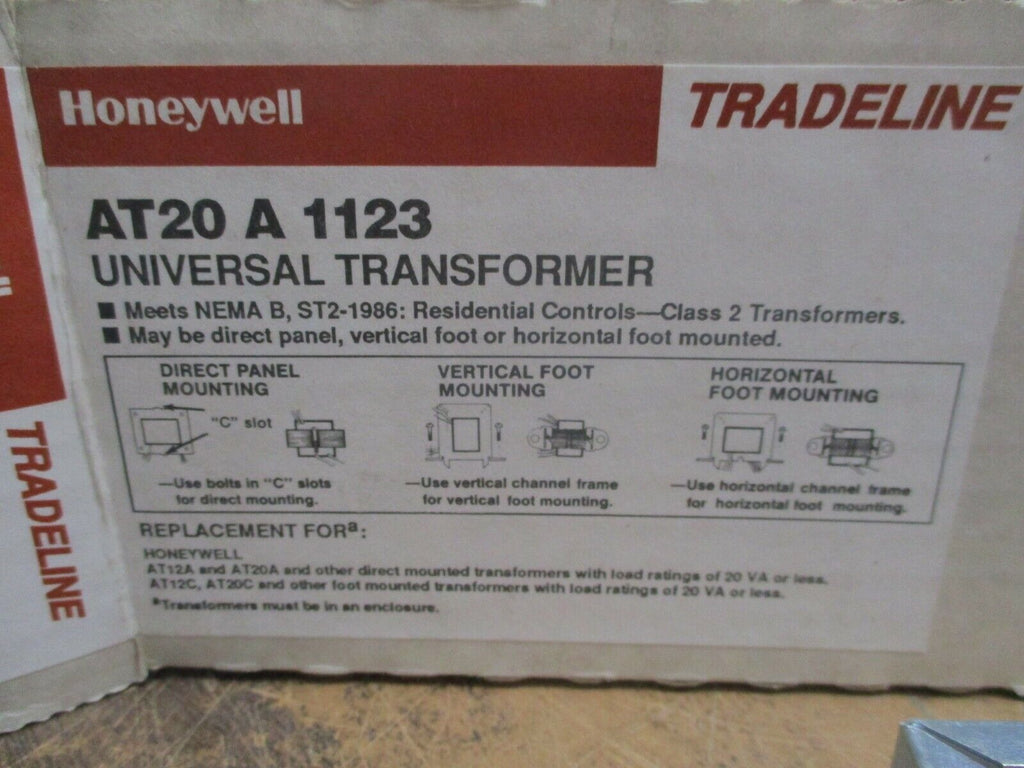 Honeywell
TRADELINE
AT20 A 1123
UNIVERSAL TRANSFORMER
■ Meets NEMA B, ST2-1986: Residential Controls—Class 2 Transformers.
■ May be direct panel, vertical foot or horizontal foot mounted.
DIRECT PANEL
MOUNTING
"C" slot
—Use bolts in "C" slots
for direct mounting.
VERTICAL FOOT
MOUNTING
—Use vertical channel frame
for vertical foot mounting.
HORIZONTAL
FOOT MOUNTING
—Use horizontal channel frame
for horizontal foot mounting.
REPLACEMENT FORª:
HONEYWELL
AT12A and AT20A and other direct mounted transformers with load ratings of 20 VA or less.
AT12C, AT20C and other foot mounted transformers with load ratings of 20 VA or less.
ªTransformers must be in an enclosure.
TRADELINE